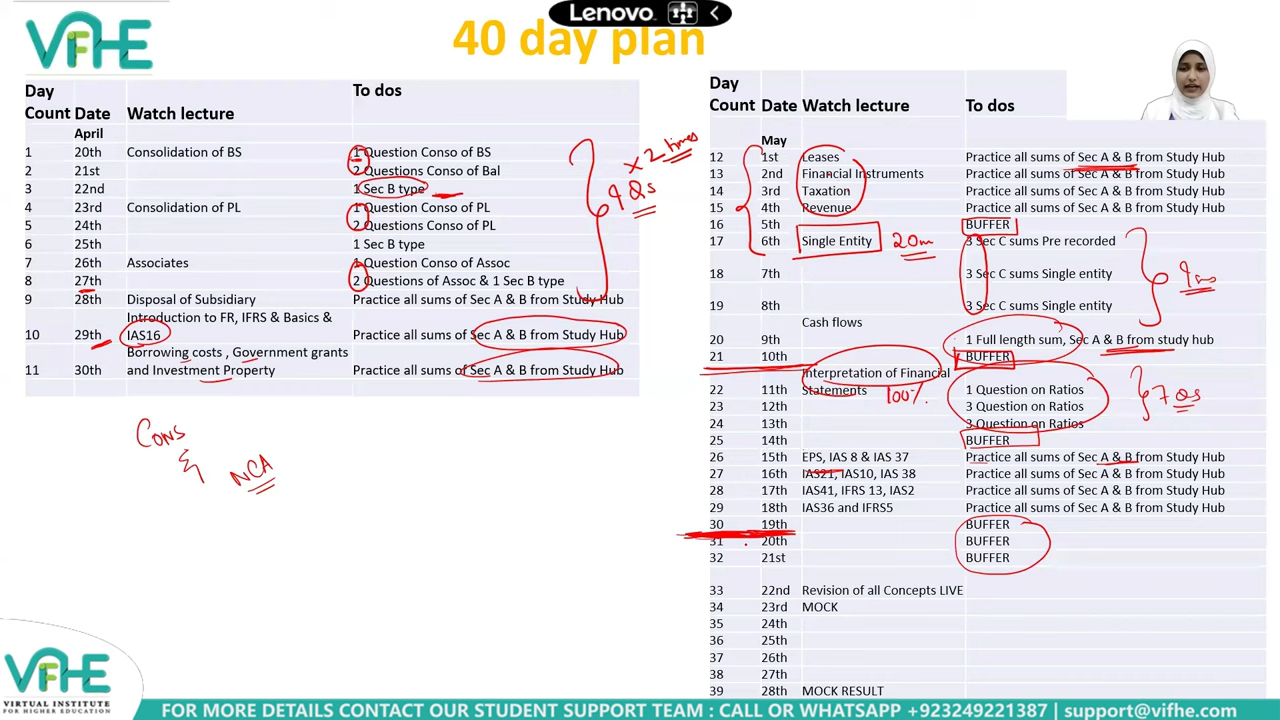 Lenovo
VIFHE
40 day plan
Day Count Date Watch lecture To dos
April
1 20th Consolidation of BS 1 Question Conso of BS
2 21st 2 Questions Conso of Bal
3 22nd 1 Sec B type
4 23rd Consolidation of PL 1 Question Conso of PL
5 24th 2 Questions Conso of PL
6 25th 1 Sec B type
7 26th Associates 1 Question Conso of Assoc
8 27th 2 Questions of Assoc & 1 Sec B type
9 28th Disposal of Subsidiary Practice all sums of Sec A & B from Study Hub
Introduction to FR, IFRS & Basics &
10 29th IAS16 Practice all sums of Sec A & B from Study Hub
Borrowing costs , Government grants
11 30th and Investment Property Practice all sums of Sec A & B from Study Hub
x 2 times
9 Qs
Cons
&
NCA
Day Count Date Watch lecture To dos
May
12 1st Leases Practice all sums of Sec A & B from Study Hub
13 2nd Financial Instruments Practice all sums of Sec A & B from Study Hub
14 3rd Taxation Practice all sums of Sec A & B from Study Hub
15 4th Revenue Practice all sums of Sec A & B from Study Hub
16 5th BUFFER
17 6th Single Entity 20m 3 Sec C sums Pre recorded
18 7th 3 Sec C sums Single entity
19 8th 3 Sec C sums Single entity
Cash flows
20 9th 1 Full length sum, Sec A & B from study hub
21 10th BUFFER
Interpretation of Financial
22 11th Statements 100% 1 Question on Ratios
23 12th 3 Question on Ratios
24 13th 3 Question on Ratios
7 Qs
25 14th BUFFER
26 15th EPS, IAS 8 & IAS 37 Practice all sums of Sec A & B from Study Hub
27 16th IAS21, IAS10, IAS 38 Practice all sums of Sec A & B from Study Hub
28 17th IAS41, IFRS 13, IAS2 Practice all sums of Sec A & B from Study Hub
29 18th IAS36 and IFRS5 Practice all sums of Sec A & B from Study Hub
30 19th BUFFER
31 20th BUFFER
32 21st BUFFER
33 22nd Revision of all Concepts LIVE
34 23rd MOCK
35 24th
36 25th
37 26th
38 27th
39 28th MOCK RESULT
VIFHE
VIRTUAL INSTITUTE
FOR HIGHER EDUCATION
FOR MORE DETAILS CONTACT OUR STUDENT SUPPORT TEAM : CALL OR WHATSAPP +923249221387 | support@vifhe.com